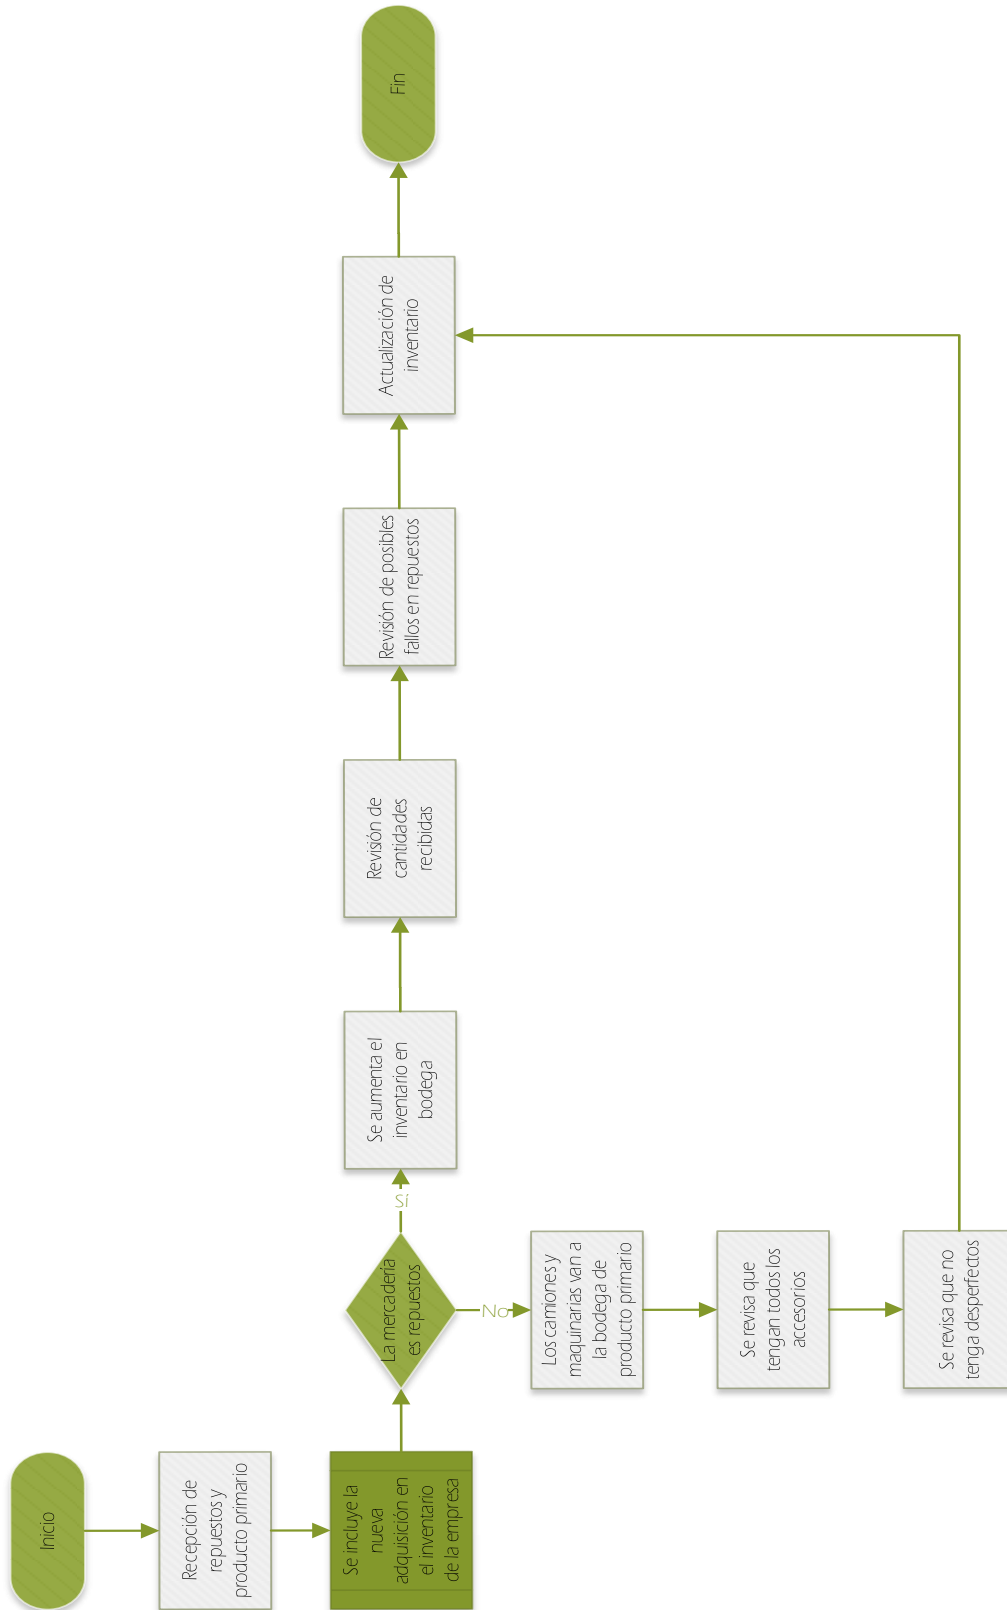 Inicio
Recepción de
repuestos y
producto primario
Se incluye la
nueva
adquisición en
el inventario
de la empresa
La mercadería
es repuestos
Sí
Se aumenta el
inventario en
bodega
Revisión de
cantidades
recibidas
Revisión de posibles
fallos en repuestos
Actualización de
inventario
Fin
No
Los camiones y
maquinarias van a
la bodega de
producto primario
Se revisa que
tengan todos los
accesorios
Se revisa que no
tenga desperfectos